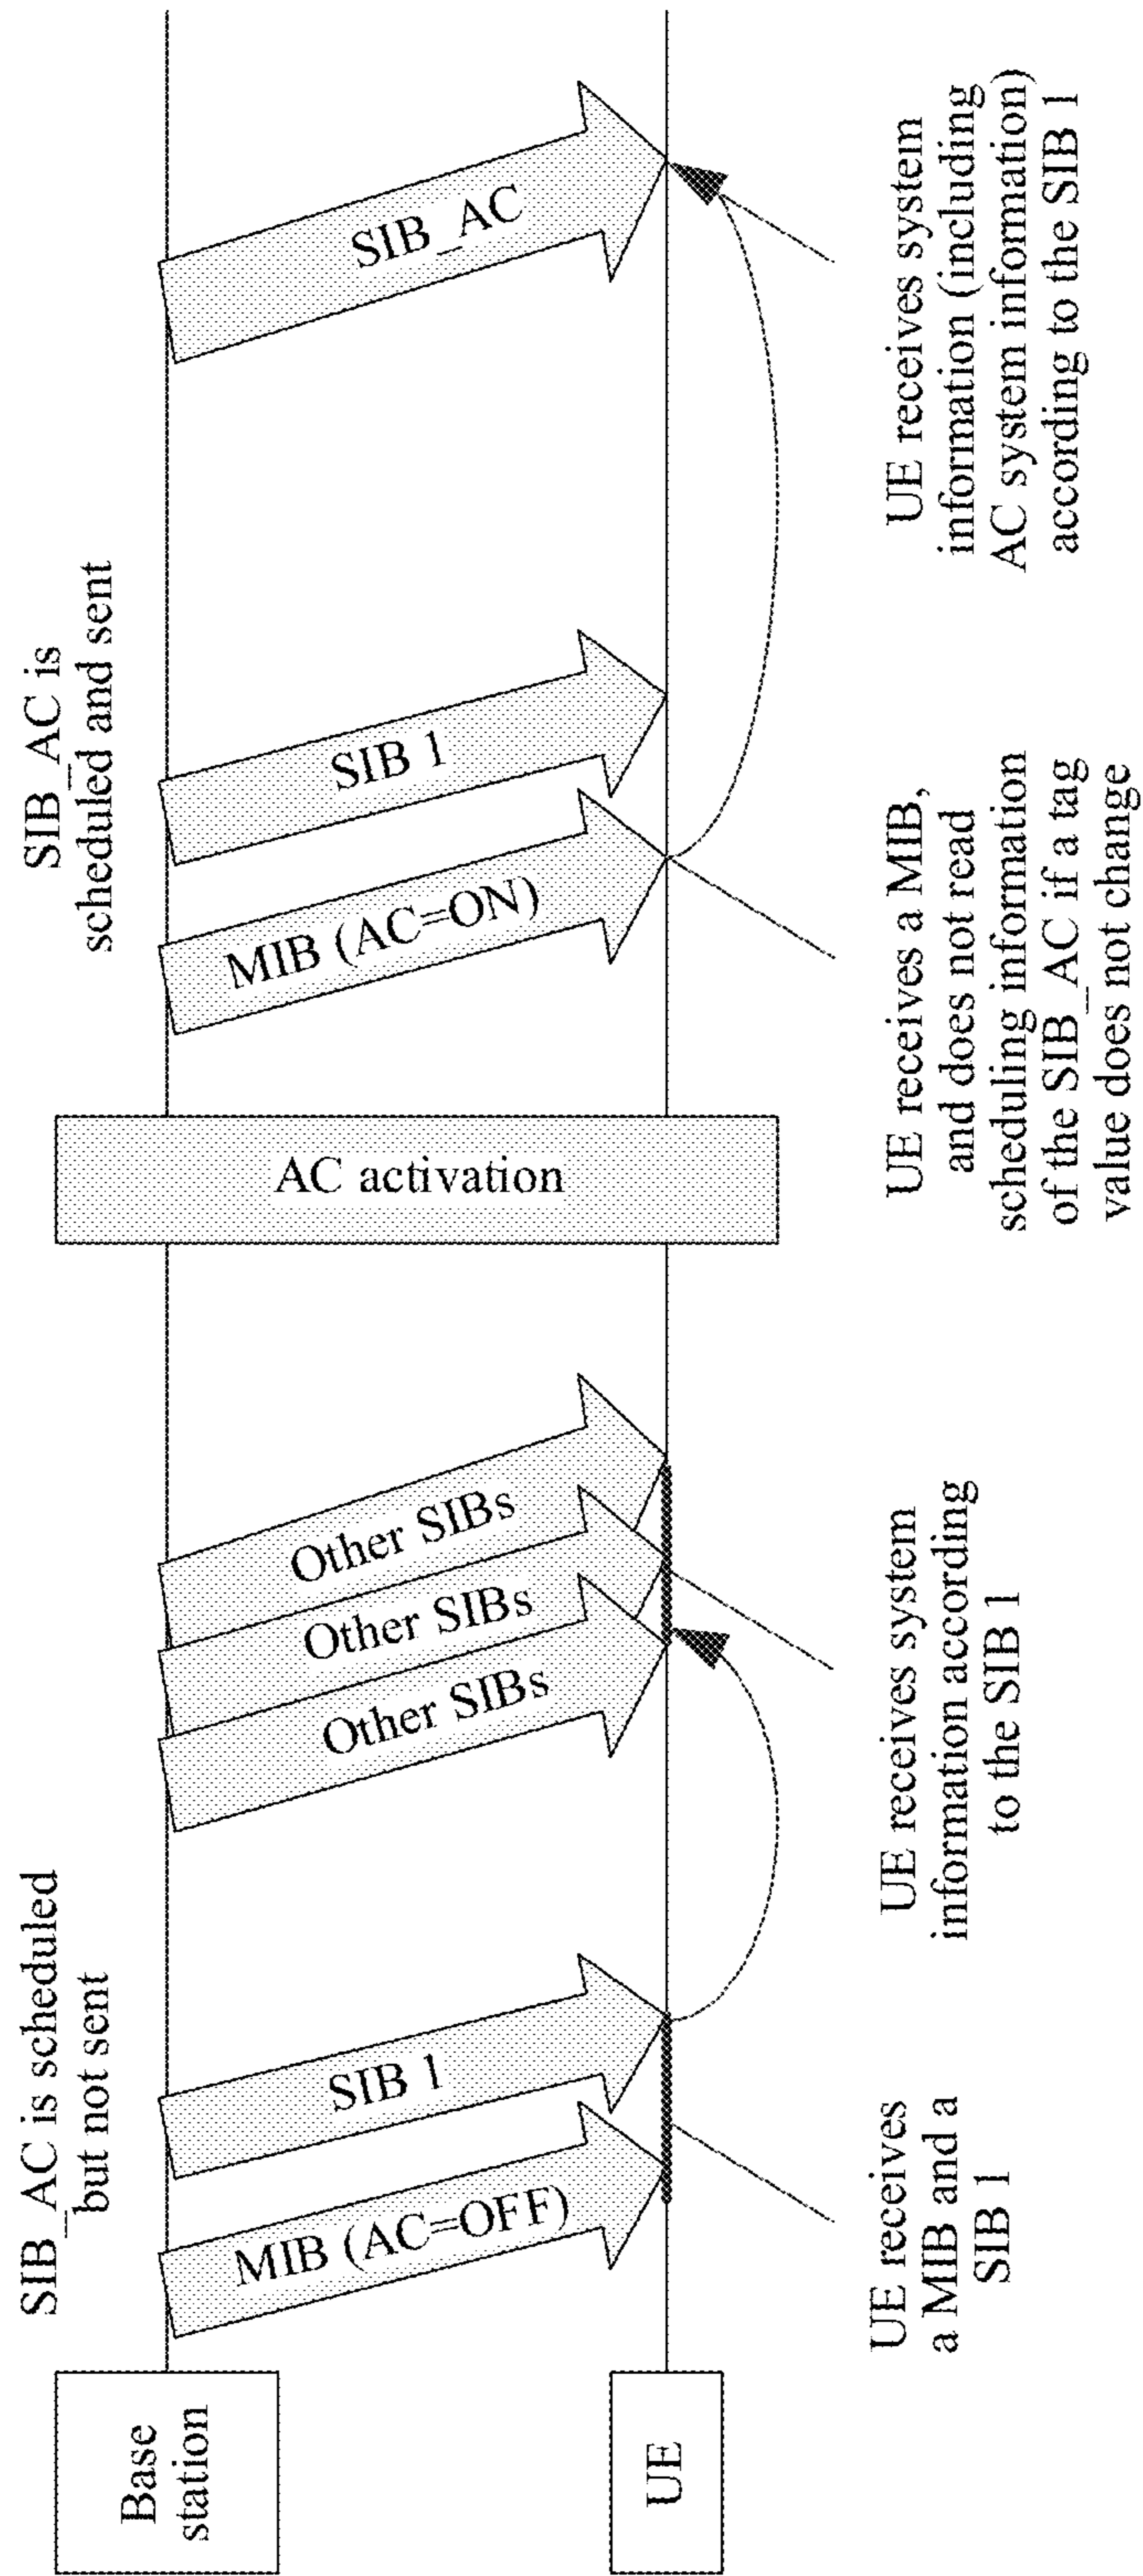 SIB_AC is scheduled
but not sent
SIB_AC is
scheduled and sent
Base
station
MIB (AC=OFF)
SIB 1
Other SIBs
Other SIBs
Other SIBs
AC activation
MIB (AC=ON)
SIB 1
SIB_AC
UE
UE receives
a MIB and a
SIB 1
UE receives system
information according
to the SIB 1
UE receives a MIB,
and does not read
scheduling information
of the SIB_AC if a tag
value does not change
UE receives system
information (including
AC system information)
according to the SIB 1